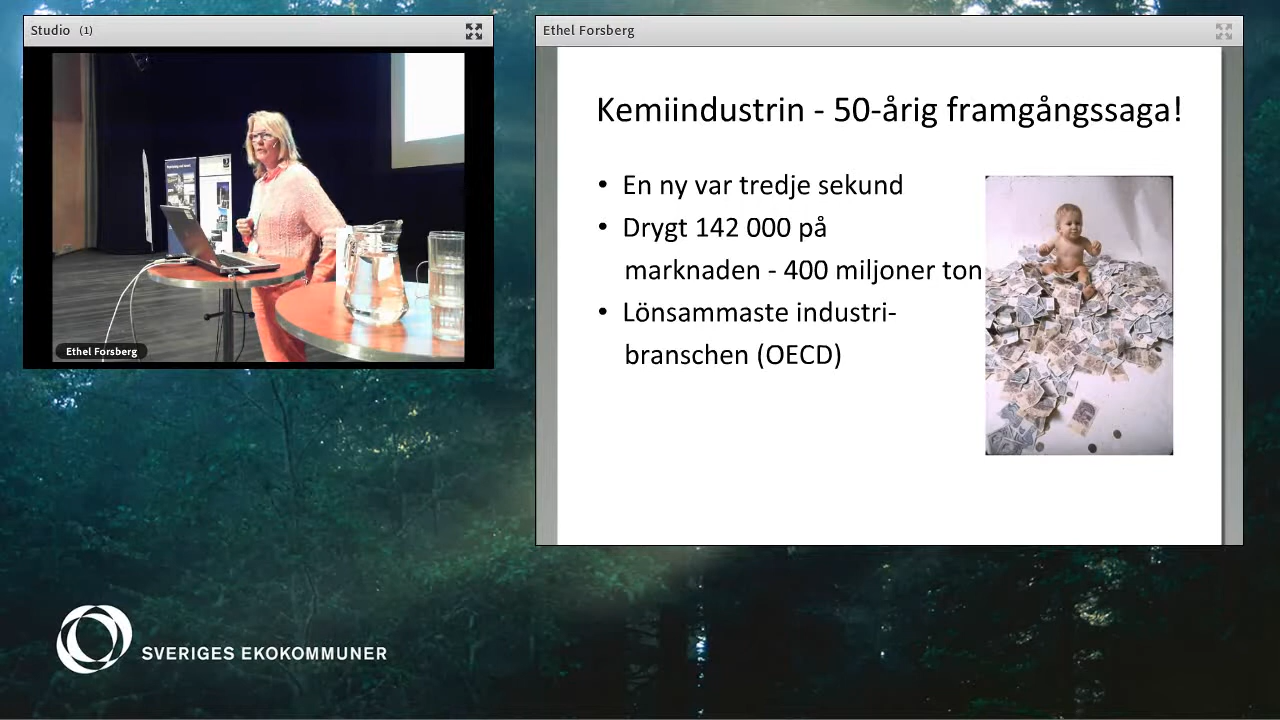 Studio (1)
Ethel Forsberg
Ethel Forsberg
Kemiindustrin - 50-årig framgångssaga!
• En ny var tredje sekund
• Drygt 142 000 på
marknaden - 400 miljoner ton
• Lönsammaste industri-
branschen (OECD)
SVERIGES EKOKOMMUNER